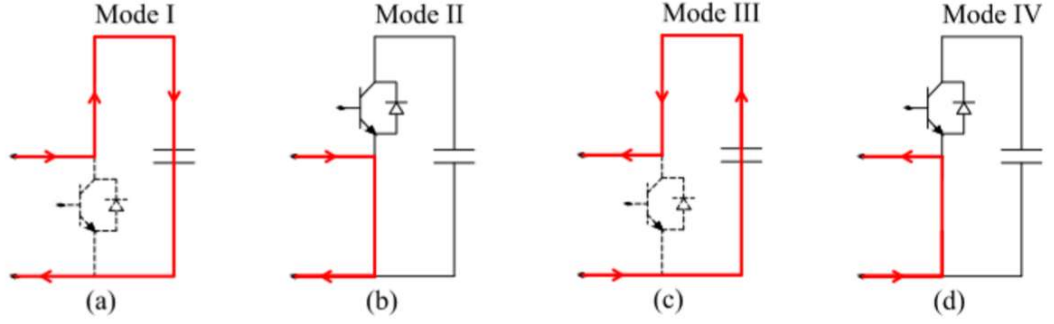 Mode I
Mode II
Mode III
Mode IV
(a)
(b)
(c)
(d)